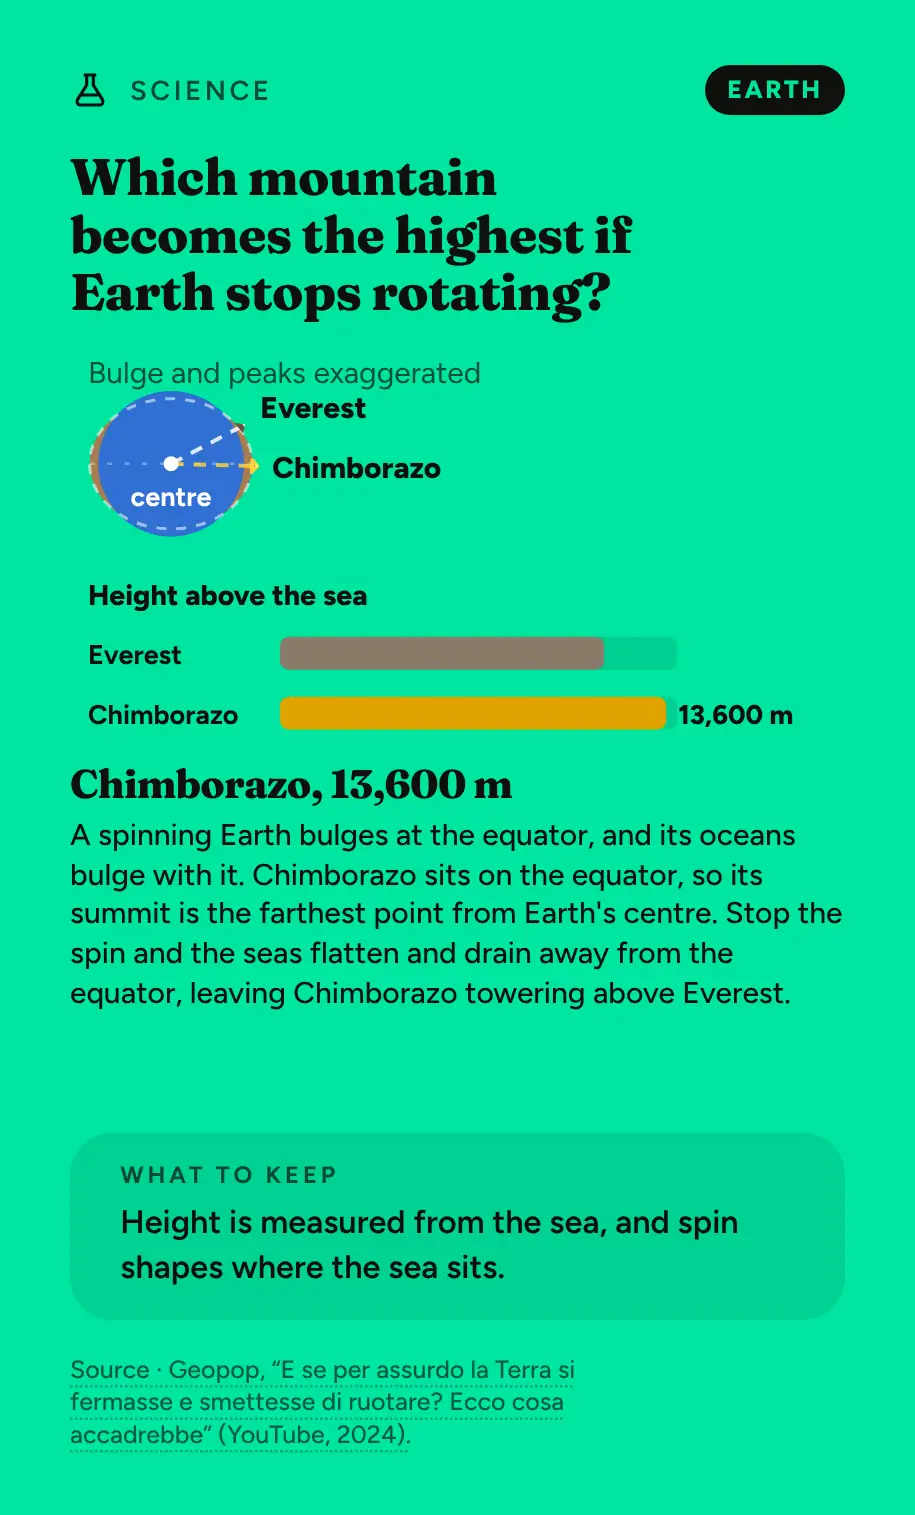 SCIENCE
EARTH
Which mountain
becomes the highest if
Earth stops rotating?
Bulge and peaks exaggerated
Everest
Chimborazo
centre
Height above the sea
Everest
Chimborazo
13,600 m
Chimborazo, 13,600 m
A spinning Earth bulges at the equator, and its oceans
bulge with it. Chimborazo sits on the equator, so its
summit is the farthest point from Earth's centre. Stop the
spin and the seas flatten and drain away from the
equator, leaving Chimborazo towering above Everest.
WHAT TO KEEP
Height is measured from the sea, and spin
shapes where the sea sits.
Source · Geopop, “E se per assurdo la Terra si
fermasse e smettesse di ruotare? Ecco cosa
accadrebbe” (YouTube, 2024).